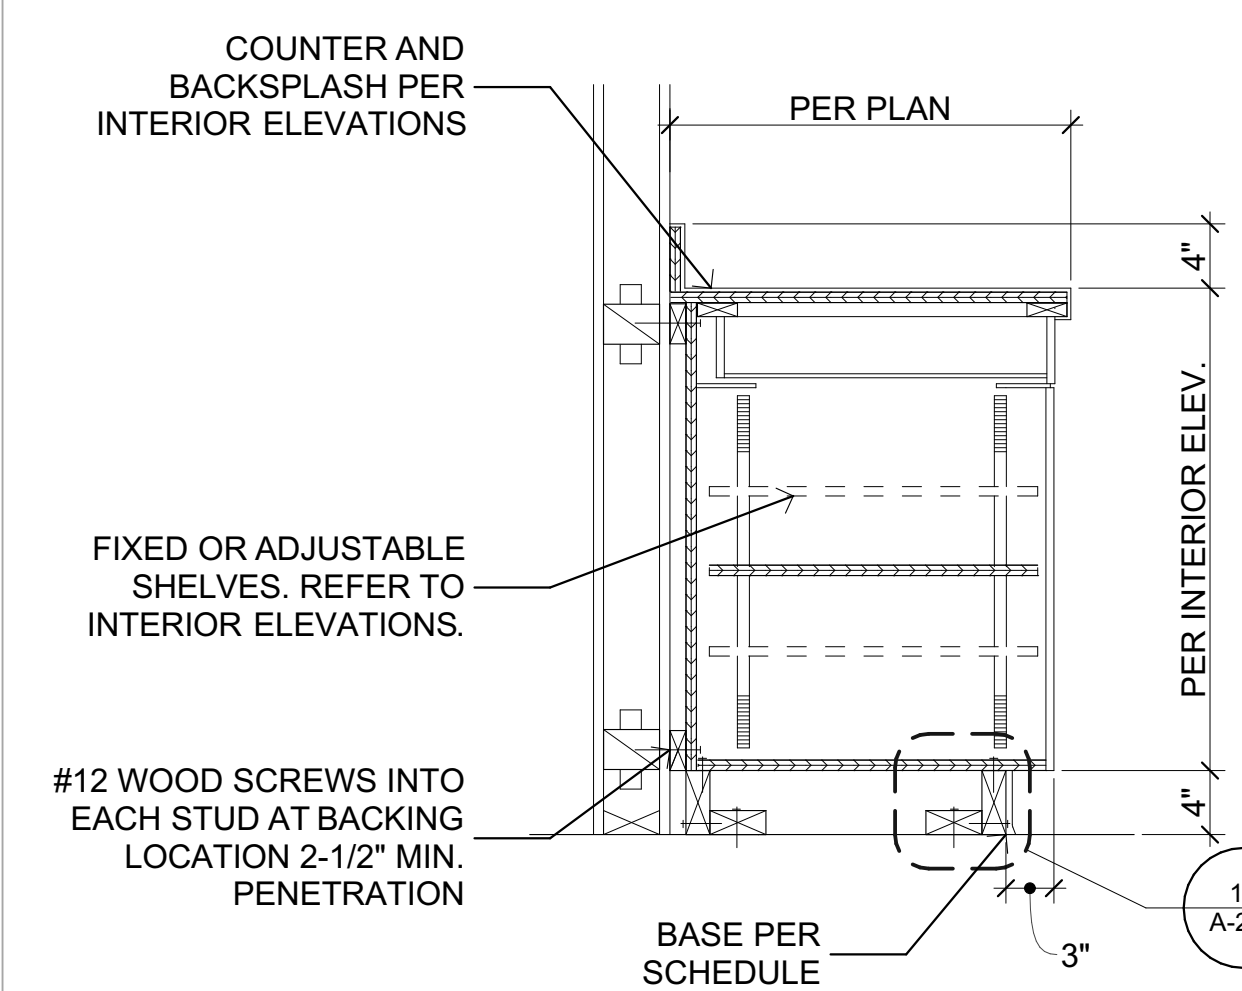 COUNTER AND
BACKSPLASH PER
INTERIOR ELEVATIONS
PER PLAN
4"
PER INTERIOR ELEV.
FIXED OR ADJUSTABLE
SHELVES. REFER TO
INTERIOR ELEVATIONS.
#12 WOOD SCREWS INTO
EACH STUD AT BACKING
LOCATION 2-1/2" MIN.
PENETRATION
4"
BASE PER
SCHEDULE
3"